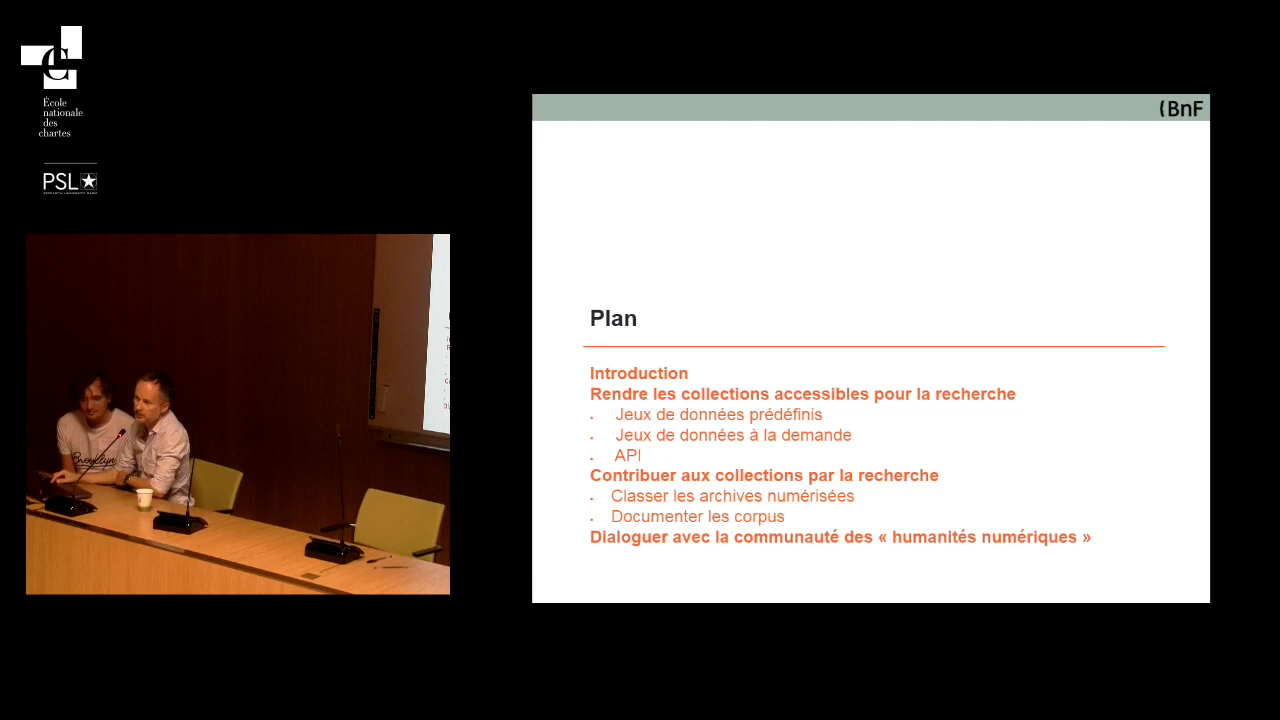 École
nationale
des
chartes
PSL
(BnF
Plan
Introduction
Rendre les collections accessibles pour la recherche
• Jeux de données prédéfinis
• Jeux de données à la demande
• API
Contribuer aux collections par la recherche
• Classer les archives numérisées
• Documenter les corpus
Dialoguer avec la communauté des « humanités numériques »
Brooklyn